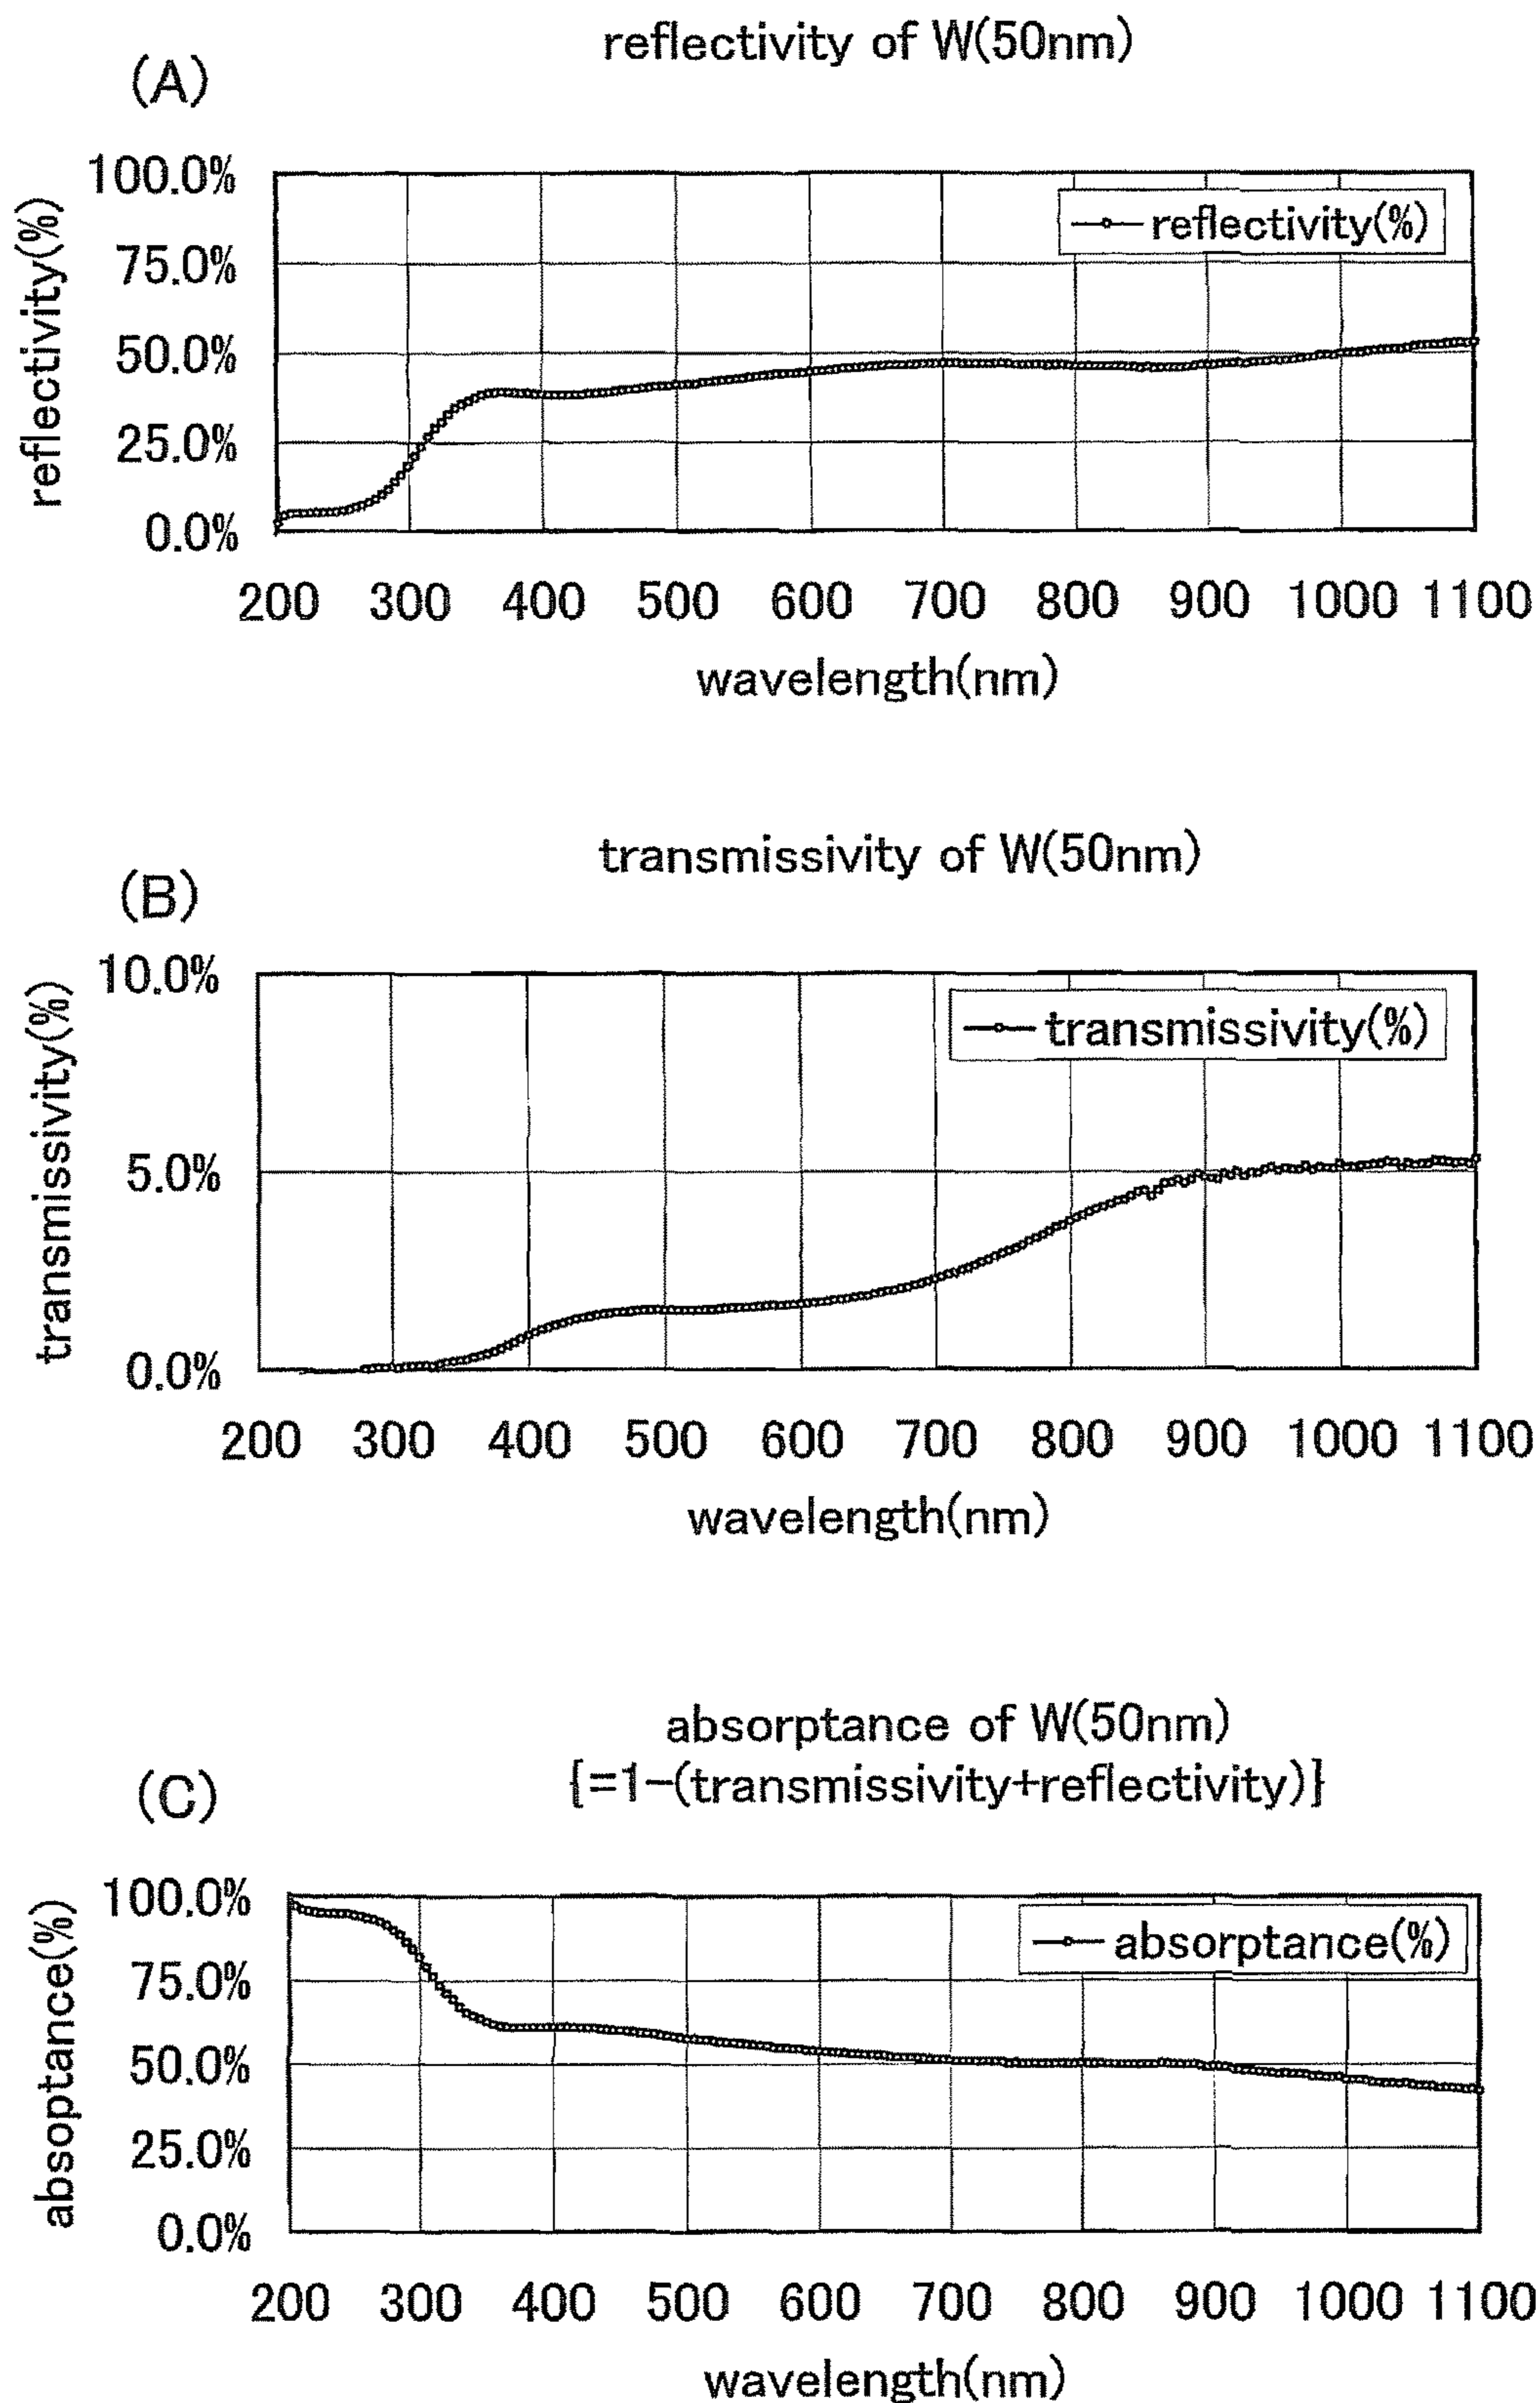 reflectivity of W(50nm)
(A)
100.0%
75.0%
50.0%
25.0%
0.0%
reflectivity(%)
reflectivity(%)
200 300 400 500 600 700 800 900 1000 1100
wavelength(nm)
transmissivity of W(50nm)
(B)
10.0%
5.0%
0.0%
transmissivity(%)
transmissivity(%)
200 300 400 500 600 700 800 900 1000 1100
wavelength(nm)
absorptance of W(50nm)
{=1-(transmissivity+reflectivity)}
(C)
100.0%
75.0%
50.0%
25.0%
0.0%
absoptance(%)
absorptance(%)
200 300 400 500 600 700 800 900 1000 1100
wavelength(nm)